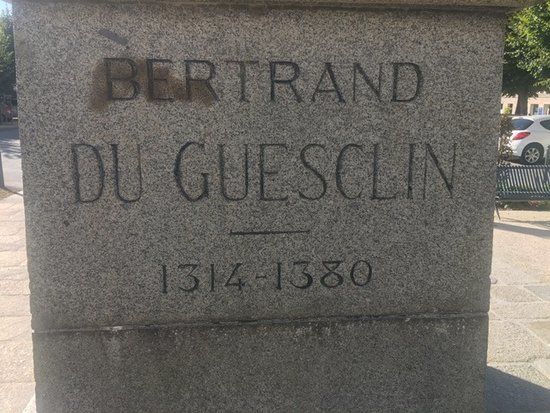 BERTRAND
DU GUESCLIN
1314-1380